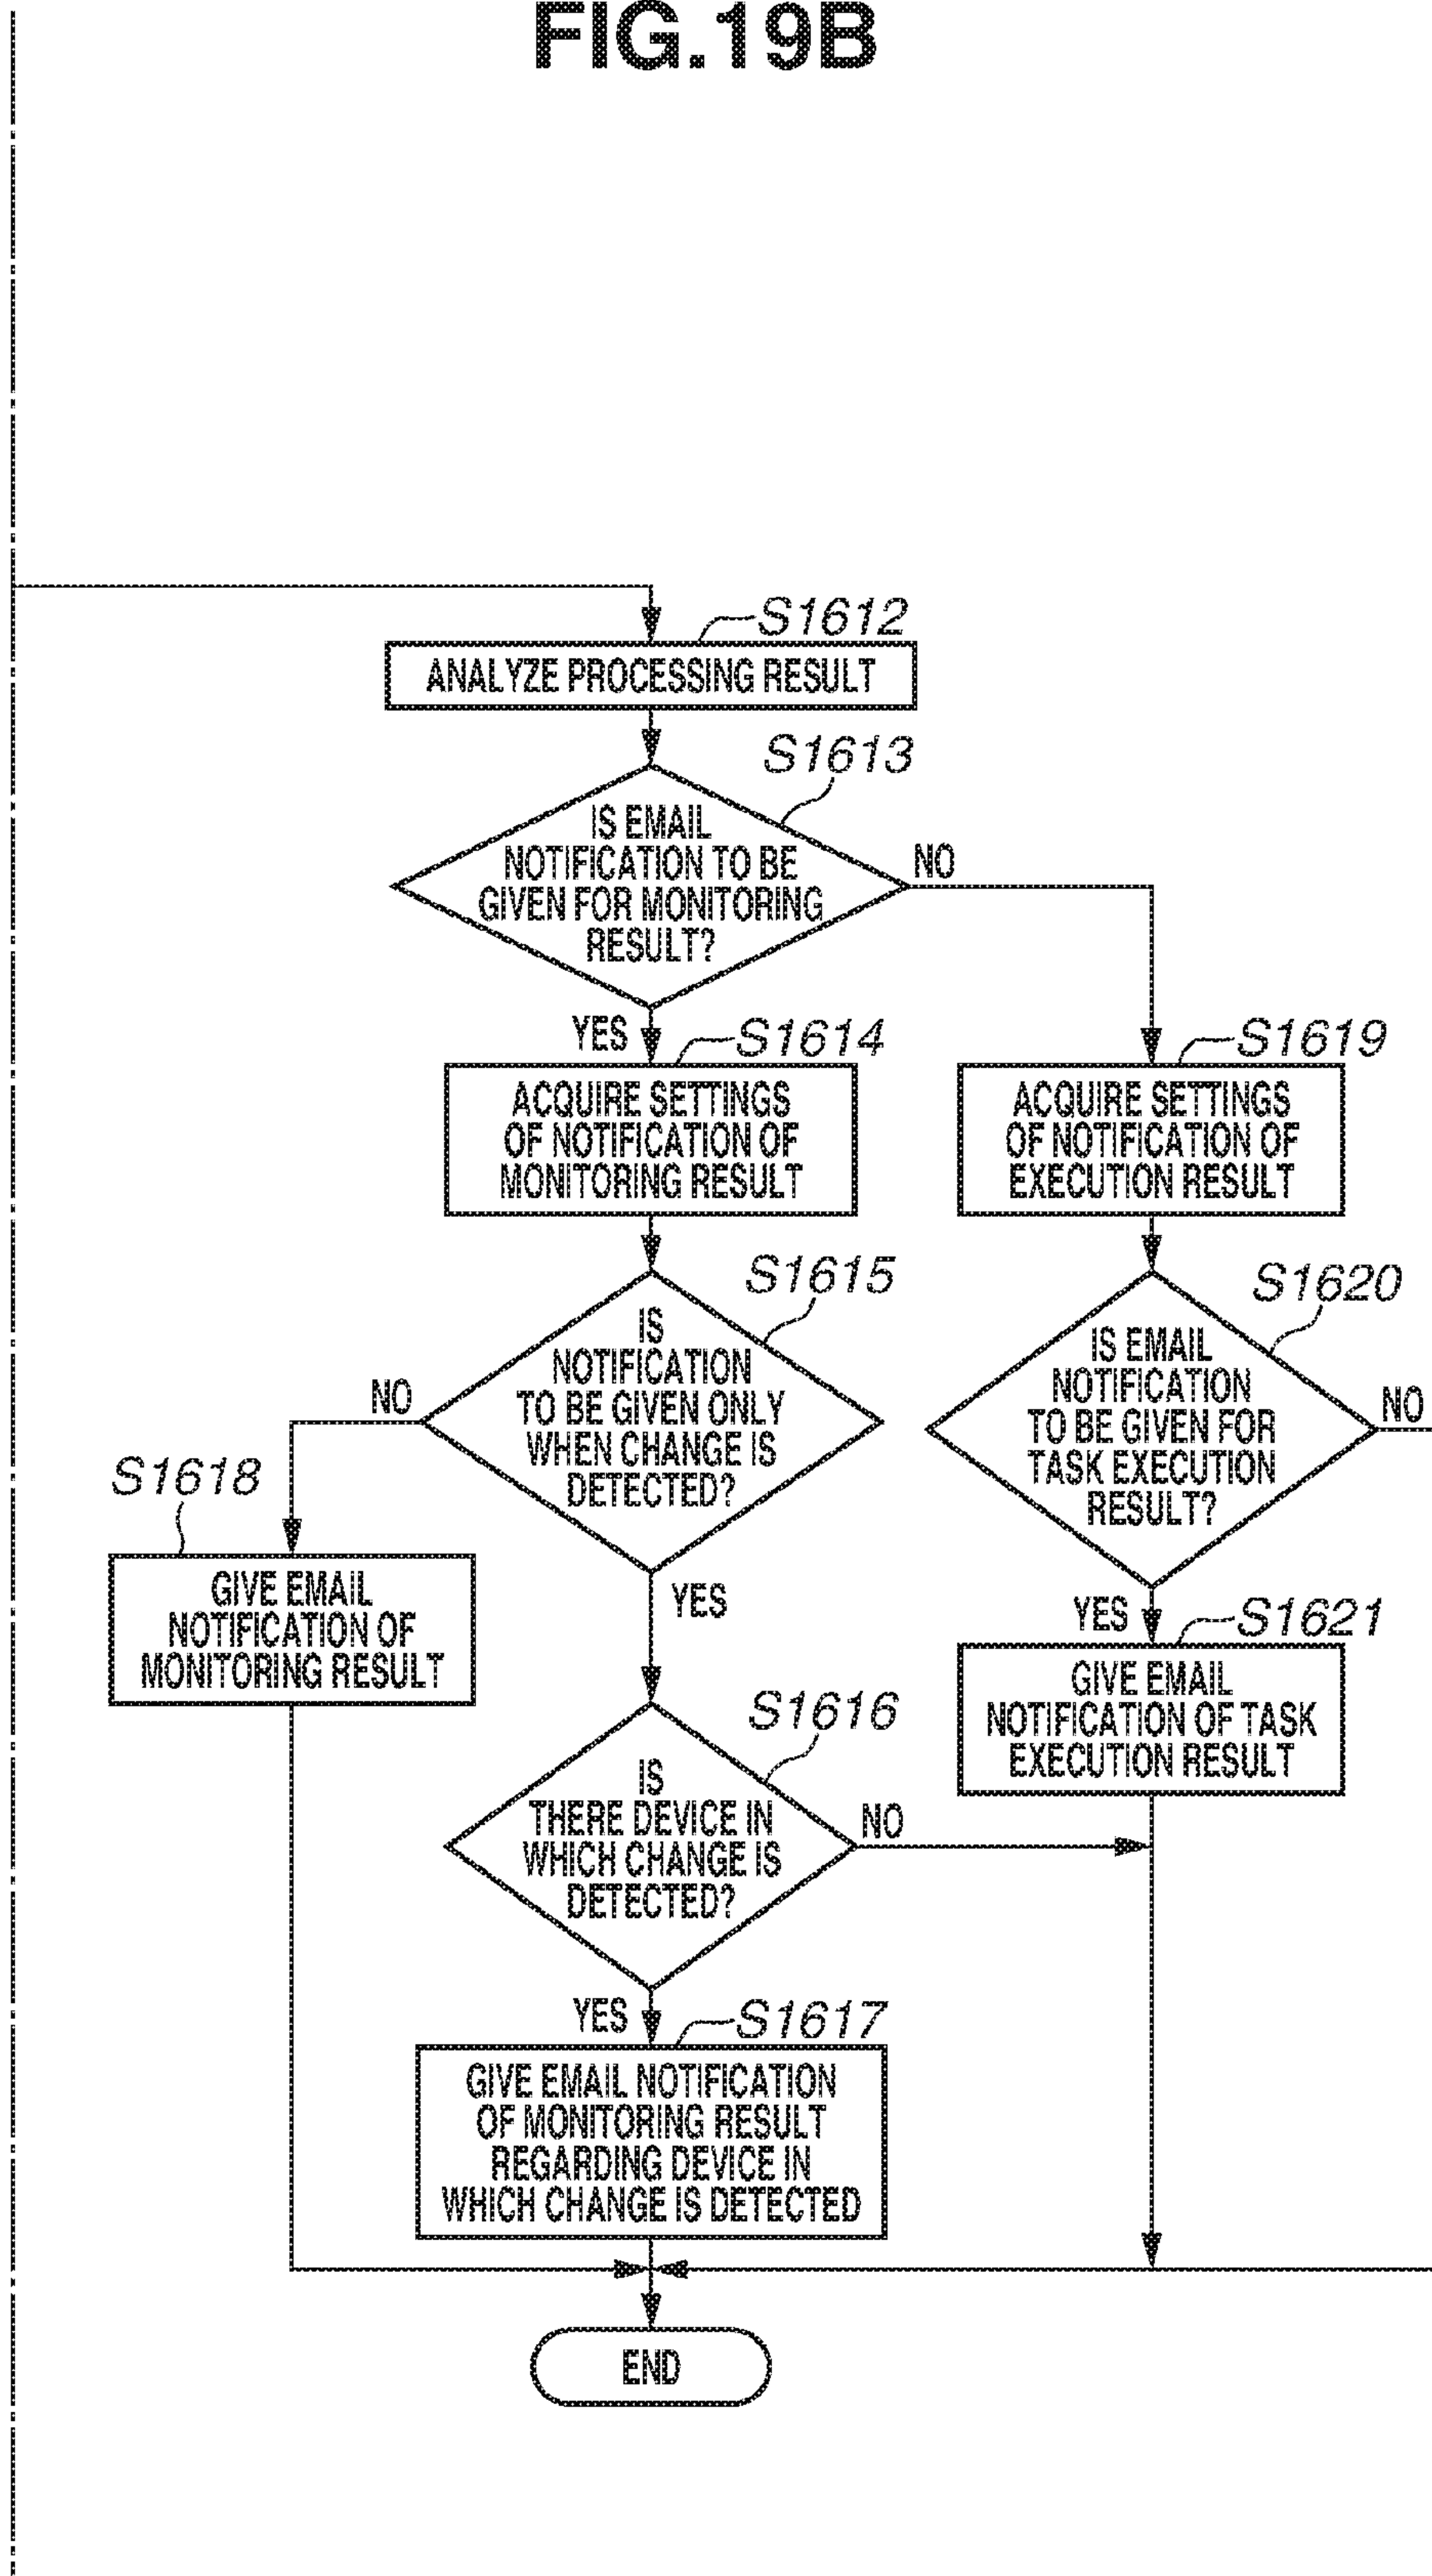 FIG.19B
S1612
ANALYZE PROCESSING RESULT
S1613
IS EMAIL
NOTIFICATION TO BE
GIVEN FOR MONITORING
RESULT?
NO
YES
S1614
ACQUIRE SETTINGS
OF NOTIFICATION OF
MONITORING RESULT
S1619
ACQUIRE SETTINGS
OF NOTIFICATION OF
EXECUTION RESULT
S1615
IS
NOTIFICATION
TO BE GIVEN ONLY
WHEN CHANGE IS
DETECTED?
NO
YES
S1620
IS EMAIL
NOTIFICATION
TO BE GIVEN FOR
TASK EXECUTION
RESULT?
NO
YES
S1618
GIVE EMAIL
NOTIFICATION OF
MONITORING RESULT
S1621
GIVE EMAIL
NOTIFICATION OF TASK
EXECUTION RESULT
S1616
IS
THERE DEVICE IN
WHICH CHANGE IS
DETECTED?
NO
YES
S1617
GIVE EMAIL NOTIFICATION
OF MONITORING RESULT
REGARDING DEVICE IN
WHICH CHANGE IS DETECTED
END